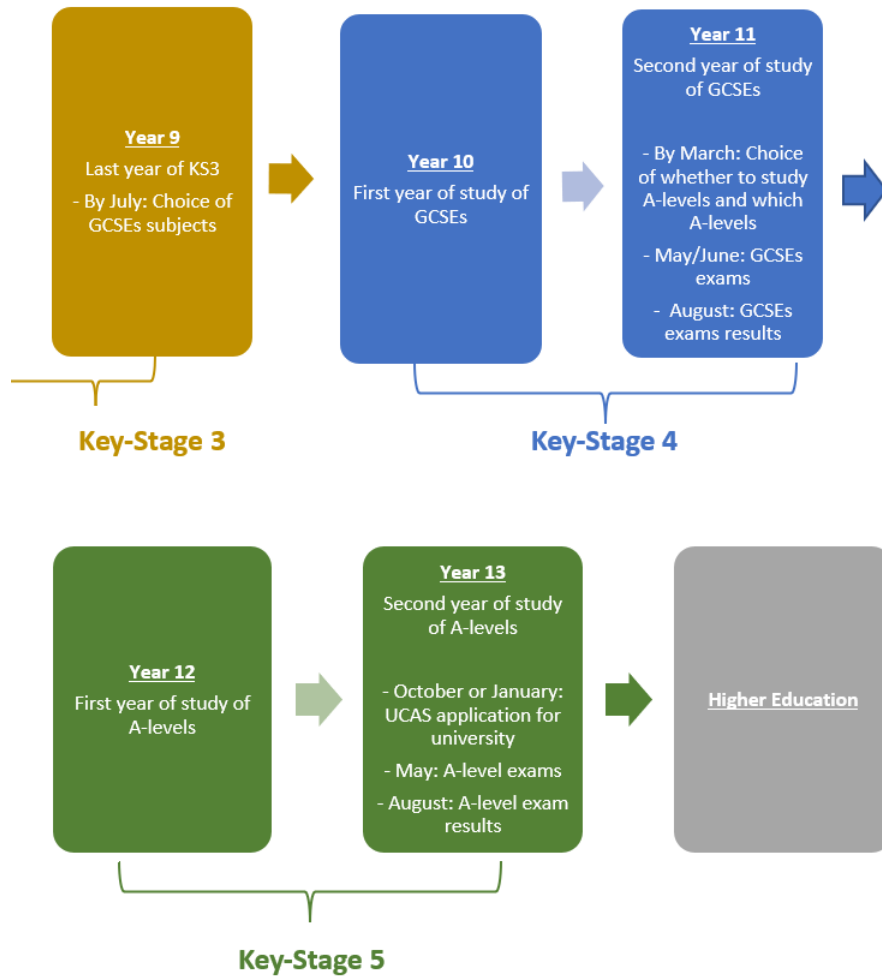 Year 9
Last year of KS3
- By July: Choice of
GCSEs subjects
Year 10
First year of study of
GCSEs
Year 11
Second year of study
of GCSEs
- By March: Choice
of whether to study
A-levels and which
A-levels
- May/June: GCSEs
exams
- August: GCSEs
exams results
Key-Stage 3
Key-Stage 4
Year 12
First year of study of
A-levels
Year 13
Second year of study
of A-levels
- October or January:
UCAS application for
university
- May: A-level exams
- August: A-level exam
results
Higher Education
Key-Stage 5